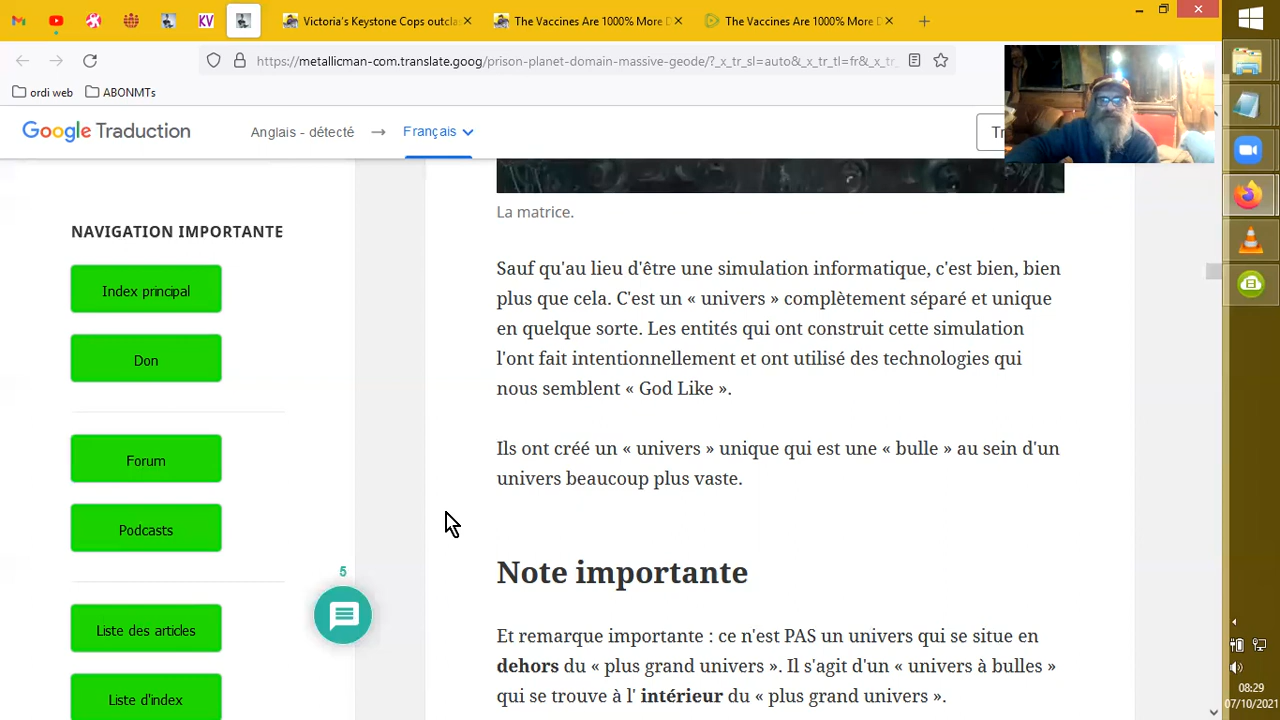 KV
Victoria's Keystone Cops outcla
The Vaccines Are 1000% More D
The Vaccines Are 1000% More D
https://metallicman-com.translate.goog/prison-planet-domain-massive-geode/?_x_tr_sl=auto&_x_tr_tl=fr&_x_tr_
ordi web
ABONMTs
Google Traduction
Anglais - détecté
Français
Tr
La matrice.
NAVIGATION IMPORTANTE
Index principal
Don
Forum
Podcasts
5
Liste des articles
Liste d'index
Sauf qu'au lieu d'être une simulation informatique, c'est bien, bien
plus que cela. C'est un « univers » complètement séparé et unique
en quelque sorte. Les entités qui ont construit cette simulation
l'ont fait intentionnellement et ont utilisé des technologies qui
nous semblent « God Like ».
Ils ont créé un « univers » unique qui est une « bulle » au sein d'un
univers beaucoup plus vaste.
Note importante
Et remarque importante : ce n'est PAS un univers qui se situe en
dehors du « plus grand univers ». Il s'agit d'un « univers à bulles »
qui se trouve à l' intérieur du « plus grand univers ».
08:29
07/10/2021